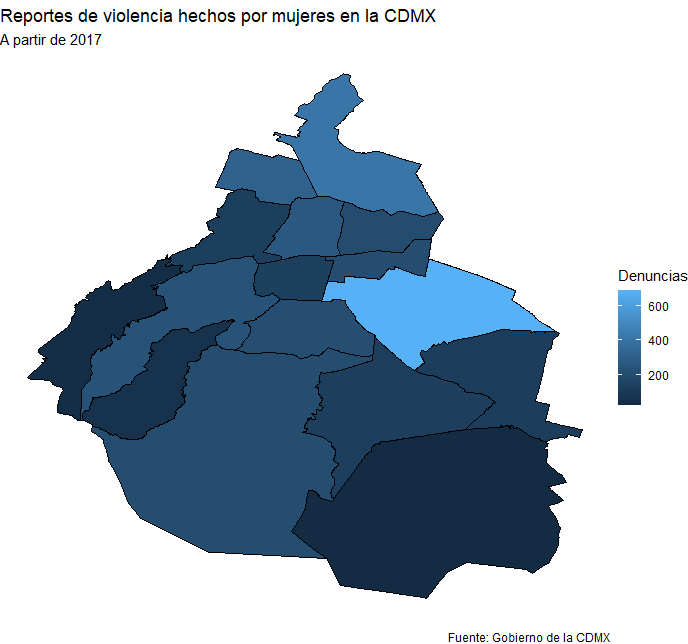 Reportes de violencia hechos por mujeres en la CDMX
A partir de 2017
Denuncias
600
400
200
Fuente: Gobierno de la CDMX